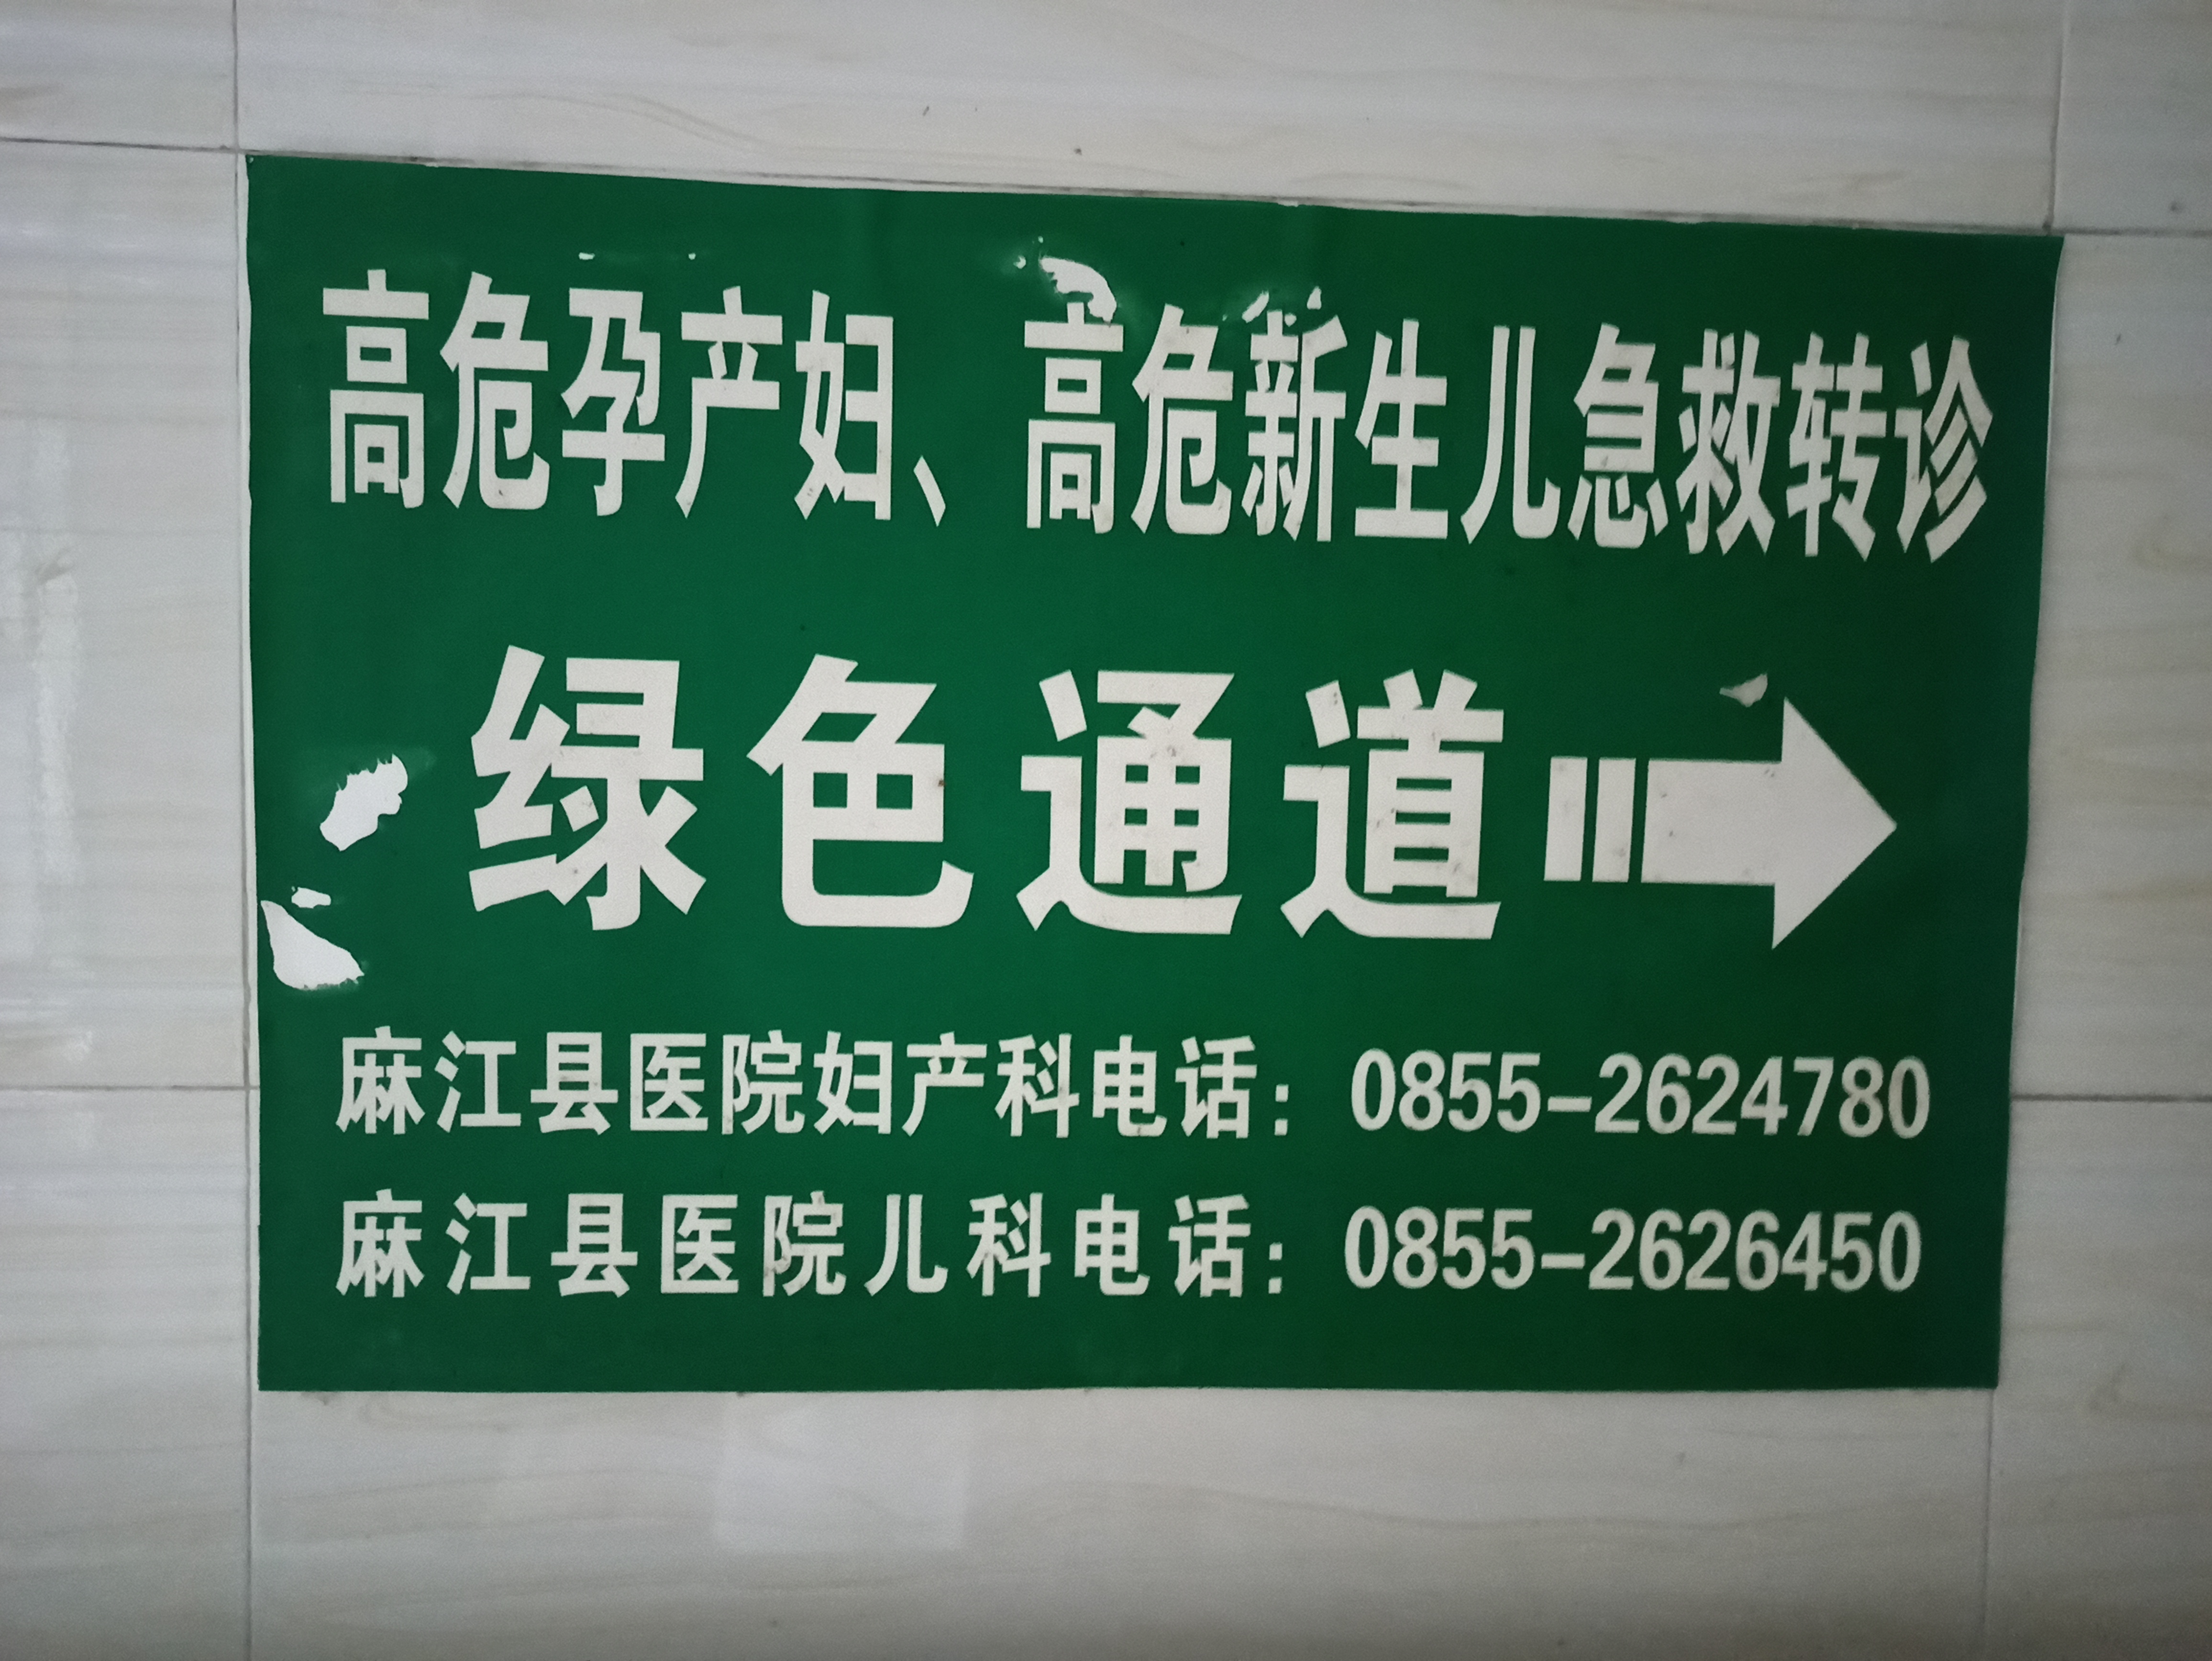 高危孕产妇、高危新生儿急救转诊
绿色通道
麻江县医院妇产科电话：0855-2624780
麻江县医院儿科电话：0855-2626450